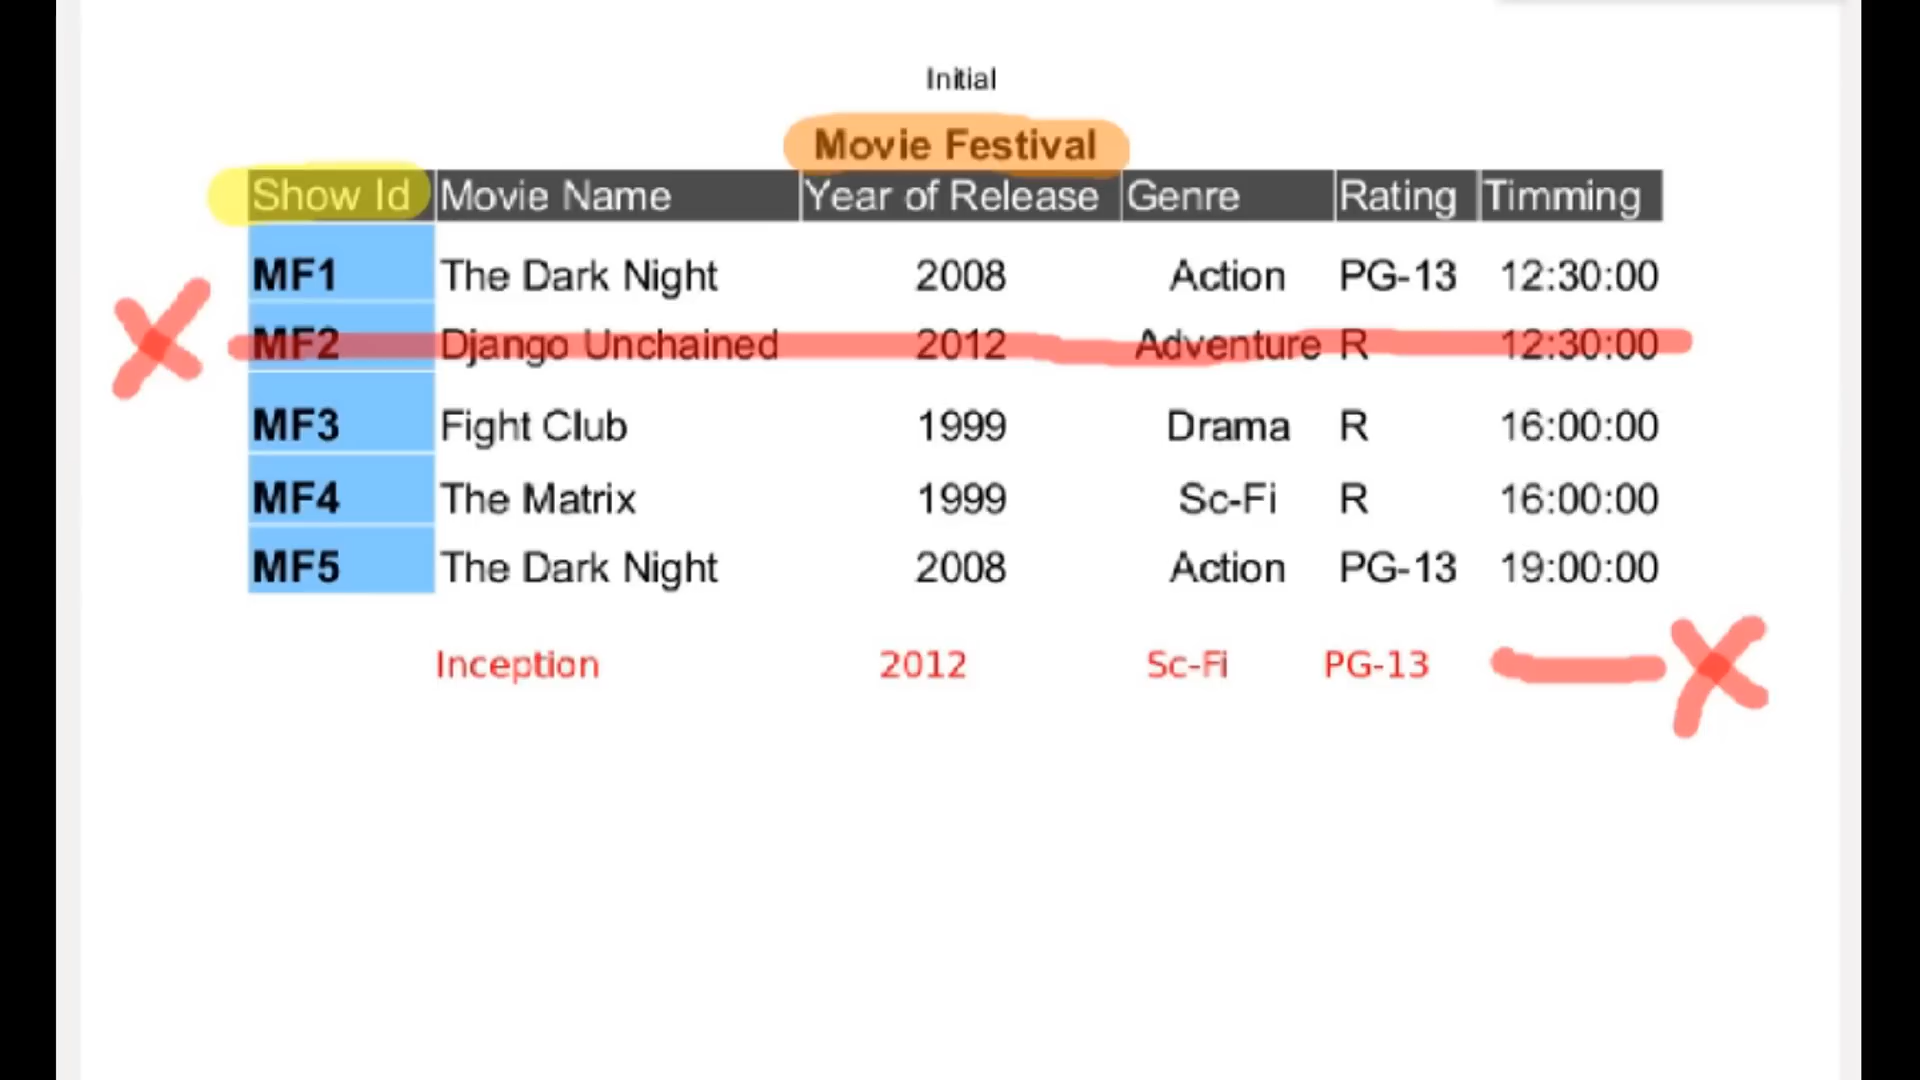 Initial
Movie Festival
Show Id Movie Name Year of Release Genre Rating Timming
MF1 The Dark Night 2008 Action PG-13 12:30:00
MF2 Django Unchained 2012 Adventure R 12:30:00
MF3 Fight Club 1999 Drama R 16:00:00
MF4 The Matrix 1999 Sc-Fi R 16:00:00
MF5 The Dark Night 2008 Action PG-13 19:00:00
Inception 2012 Sc-Fi PG-13